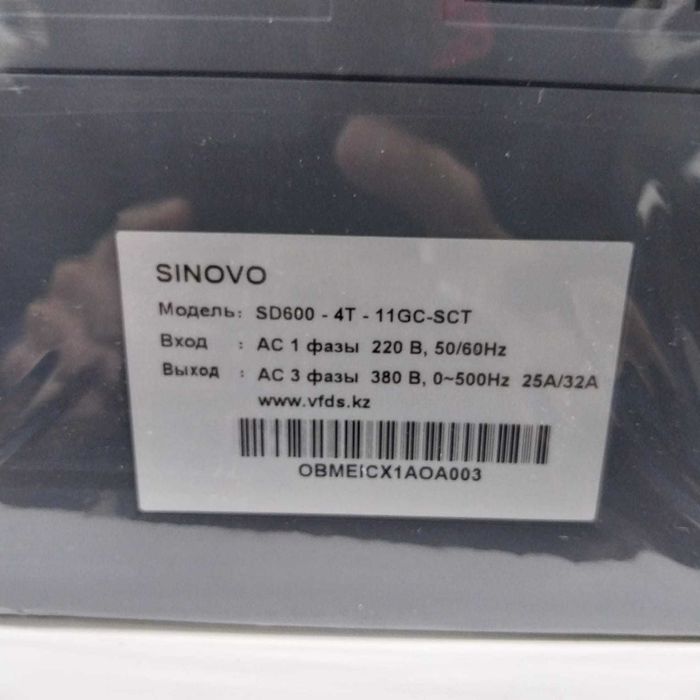 SINOVO
Модель: SD600 - 4T - 11GC-SCT
Вход : AC 1 фазы 220 В, 50/60Hz
Выход : AC 3 фазы 380 В, 0~500Hz 25A/32A
www.vfds.kz